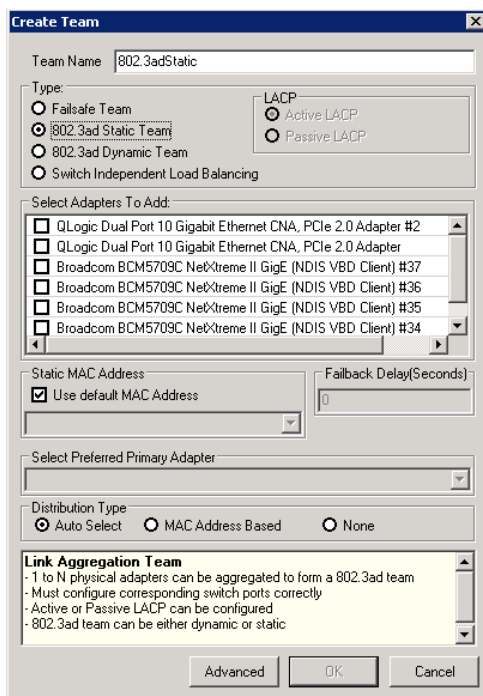 Create Team
Team Name 802.3adStatic
Type:
Failsafe Team
802.3ad Static Team
802.3ad Dynamic Team
Switch Independent Load Balancing
LACP
Active LACP
Passive LACP
Select Adapters To Add:
QLogic Dual Port 10 Gigabit Ethernet CNA, PCIe 2.0 Adapter #2
QLogic Dual Port 10 Gigabit Ethernet CNA, PCIe 2.0 Adapter
Broadcom BCM5709C NetXtreme II GigE (NDIS VBD Client) #37
Broadcom BCM5709C NetXtreme II GigE (NDIS VBD Client) #36
Broadcom BCM5709C NetXtreme II GigE (NDIS VBD Client) #35
Broadcom BCM5709C NetXtreme II GigE (NDIS VBD Client) #34
Static MAC Address
Use default MAC Address
Failback Delay(Seconds)
0
Select Preferred Primary Adapter
Distribution Type
Auto Select MAC Address Based None
Link Aggregation Team
- 1 to N physical adapters can be aggregated to form a 802.3ad team
- Must configure corresponding switch ports correctly
- Active or Passive LACP can be configured
- 802.3ad team can be either dynamic or static
Advanced OK Cancel